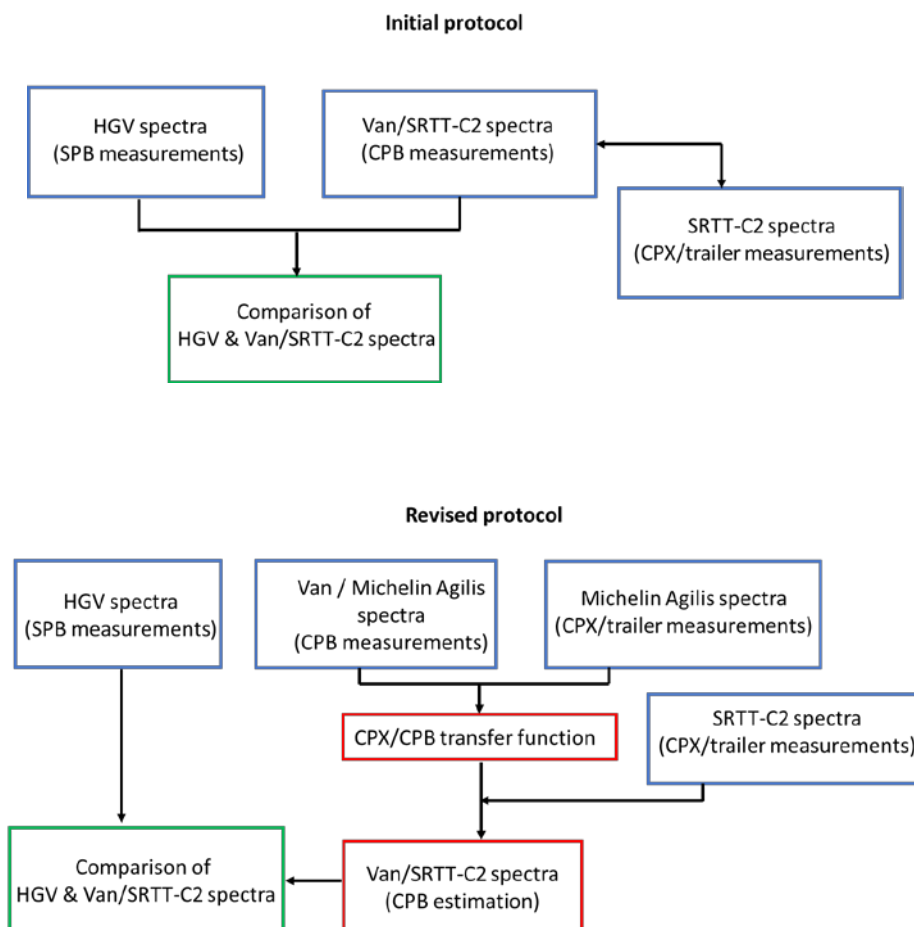 Initial protocol
HGV spectra
(SPB measurements)
Van/SRTT-C2 spectra
(CPB measurements)
SRTT-C2 spectra
(CPX/trailer measurements)
Comparison of
HGV & Van/SRTT-C2 spectra
Revised protocol
HGV spectra
(SPB measurements)
Van / Michelin Agilis
spectra
(CPB measurements)
Michelin Agilis spectra
(CPX/trailer measurements)
CPX/CPB transfer function
SRTT-C2 spectra
(CPX/trailer measurements)
Comparison of
HGV & Van/SRTT-C2 spectra
Van/SRTT-C2 spectra
(CPB estimation)